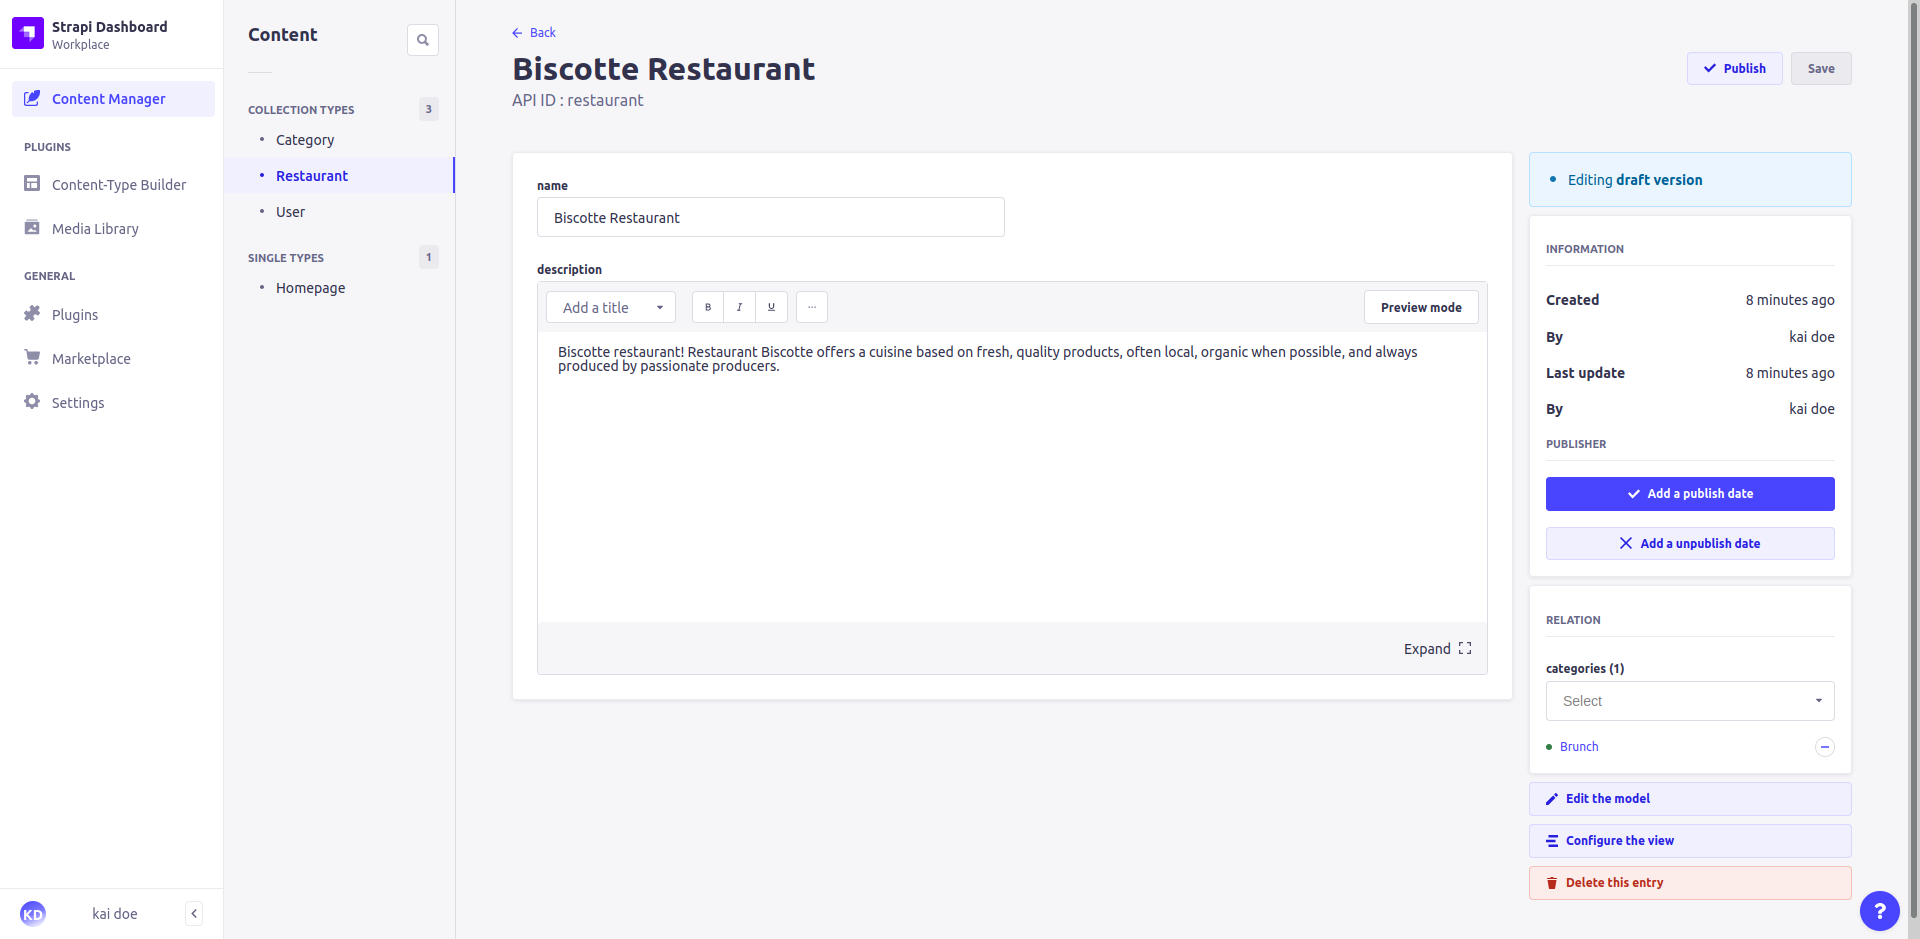 Strapi Dashboard
Workplace
Content Manager
PLUGINS
Content-Type Builder
Media Library
GENERAL
Plugins
Marketplace
Settings
KD
kai doe
Content
COLLECTION TYPES
3
Category
Restaurant
User
SINGLE TYPES
1
Homepage
Back
Biscotte Restaurant
API ID : restaurant
Publish
Save
name
Biscotte Restaurant
description
Add a title
B
I
U
...
Preview mode
Biscotte restaurant! Restaurant Biscotte offers a cuisine based on fresh, quality products, often local, organic when possible, and always
produced by passionate producers.
Expand
Editing draft version
INFORMATION
Created 8 minutes ago
By kai doe
Last update 8 minutes ago
By kai doe
PUBLISHER
Add a publish date
Add a unpublish date
RELATION
categories (1)
Select
Brunch
Edit the model
Configure the view
Delete this entry
?